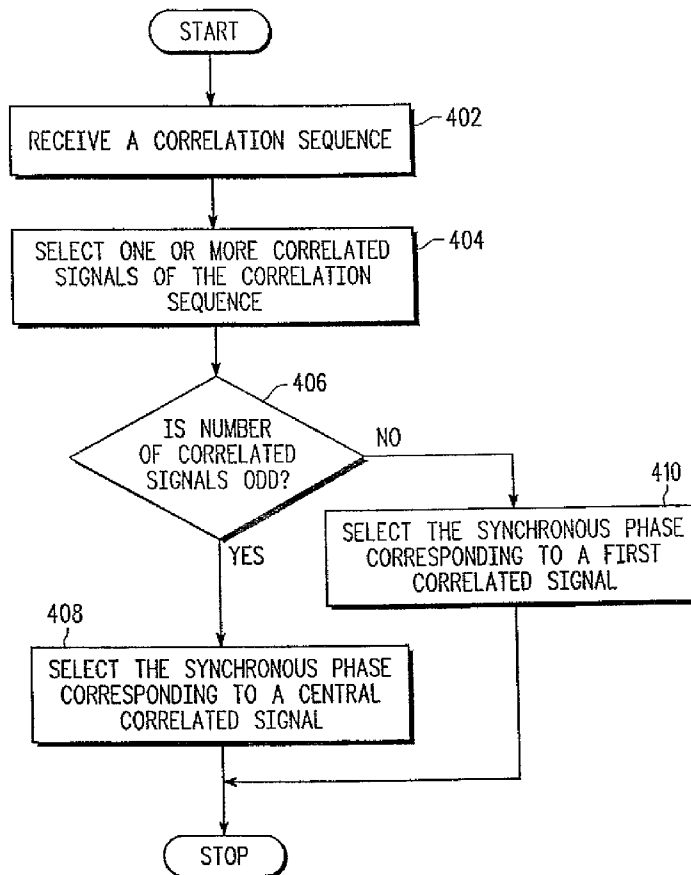 START
RECEIVE A CORRELATION SEQUENCE
402
SELECT ONE OR MORE CORRELATED
SIGNALS OF THE CORRELATION
SEQUENCE
404
406
IS NUMBER
OF CORRELATED
SIGNALS ODD?
NO
YES
410
SELECT THE SYNCHRONOUS PHASE
CORRESPONDING TO A FIRST
CORRELATED SIGNAL
408
SELECT THE SYNCHRONOUS PHASE
CORRESPONDING TO A CENTRAL
CORRELATED SIGNAL
STOP